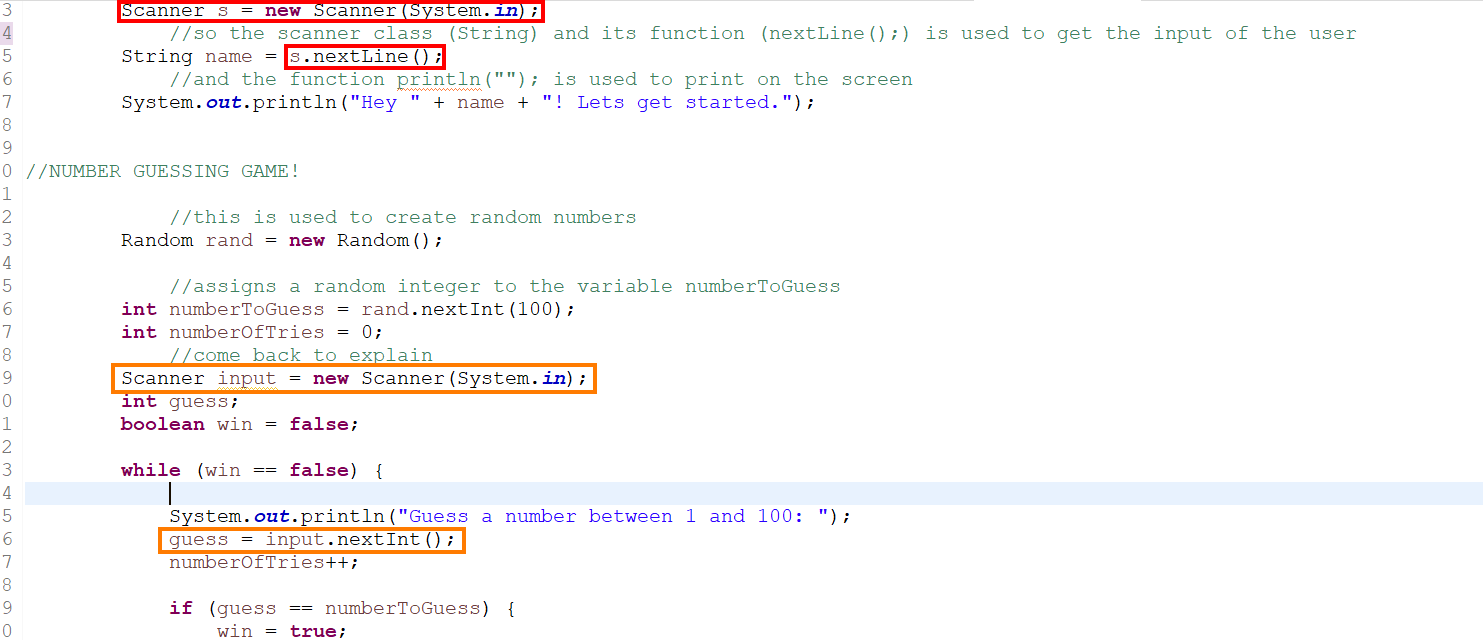 3 Scanner s = new Scanner(System.in);
4 //so the scanner class (String) and its function (nextLine();) is used to get the input of the user
5 String name = s.nextLine();
6 //and the function println(""); is used to print on the screen
7 System.out.println("Hey " + name + "! Lets get started.");
8
9
0 //NUMBER GUESSING GAME!
1
2 //this is used to create random numbers
3 Random rand = new Random();
4
5 //assigns a random integer to the variable numberToGuess
6 int numberToGuess = rand.nextInt(100);
7 int numberOfTries = 0;
8 //come back to explain
9 Scanner input = new Scanner(System.in);
0 int guess;
1 boolean win = false;
2
3 while (win == false) {
4
5 System.out.println("Guess a number between 1 and 100: ");
6 guess = input.nextInt();
7 numberOfTries++;
8
9 if (guess == numberToGuess) {
0 win = true;